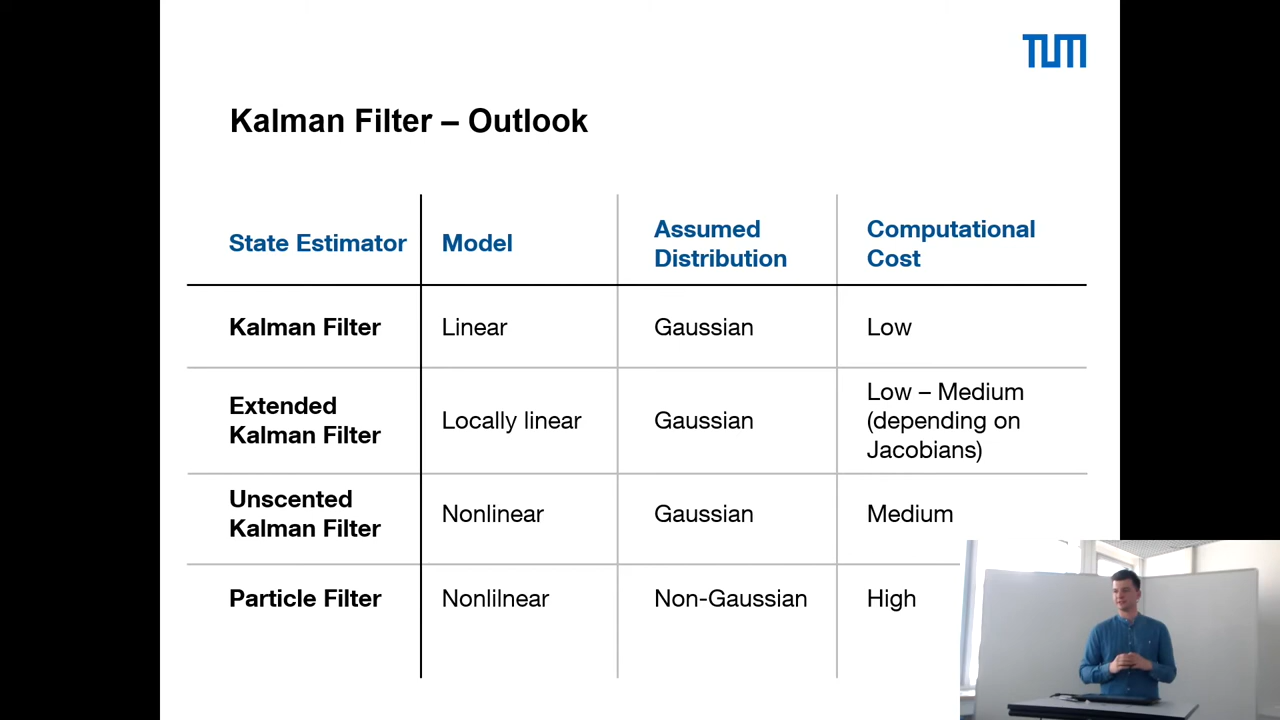 TUM
Kalman Filter – Outlook
State Estimator
Model
Assumed
Distribution
Computational
Cost
Kalman Filter
Linear
Gaussian
Low
Extended
Kalman Filter
Locally linear
Gaussian
Low – Medium
(depending on
Jacobians)
Unscented
Kalman Filter
Nonlinear
Gaussian
Medium
Particle Filter
Nonlilnear
Non-Gaussian
High